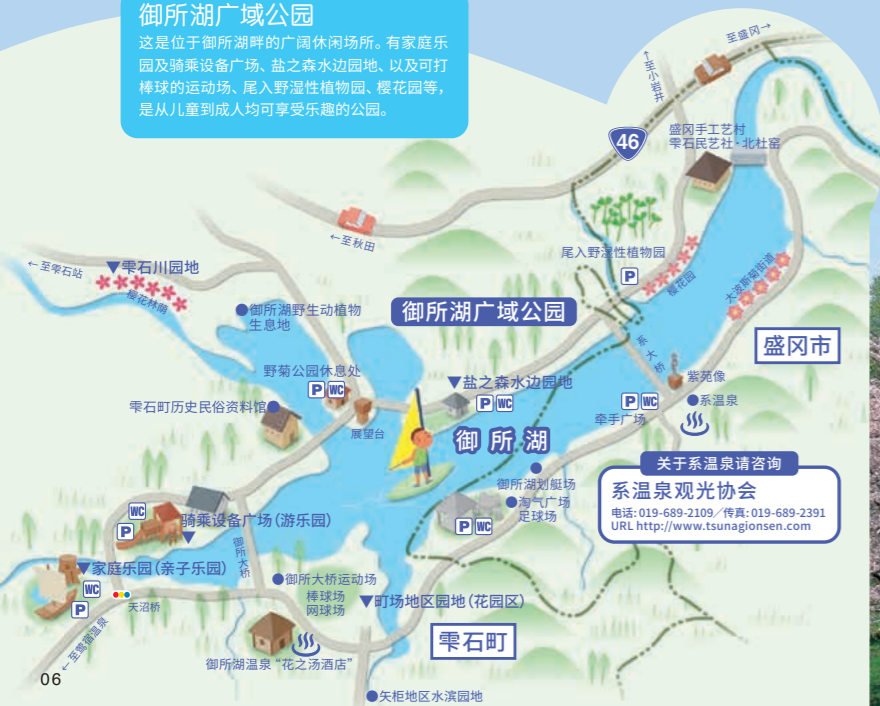 御所湖广域公园
这是位于御所湖畔的广阔休闲场所。有家庭乐
园及骑乘设备广场、盐之森水边园地、以及可打
棒球的运动场、尾入野湿性植物园、樱花园等，
是从儿童到成人均可享受乐趣的公园。
至盛冈→
←至小岩井
46
盛冈手工艺村
雫石民艺社·北杜窑
←至秋田
尾入野湿性植物园
P
樱花园
大波斯菊街道
←至雫石站
▼雫石川园地
樱花林荫
●御所湖野生动植物
生息地
御所湖广域公园
盛冈市
系大桥
野菊公园休息处
P WC
▼盐之森水边园地
P WC
紫苑像
P WC
●系温泉
牵手广场
雫石町历史民俗资料馆●
展望台
御所湖
关于系温泉请咨询
系温泉观光协会
电话: 019-689-2109／传真: 019-689-2391
URL http://www.tsunagionsen.com
●
御所湖划艇场
●淘气广场
足球场
P WC
WC
P
骑乘设备广场（游乐园）
▼
御所大桥
▼家庭乐园（亲子乐园）
WC
P
天沼桥
●御所大桥运动场
棒球场
网球场
▼町场地区园地（花园区）
←至鶯宿温泉
雫石町
御所湖温泉“花之汤酒店”
06
●矢柜地区水滨园地